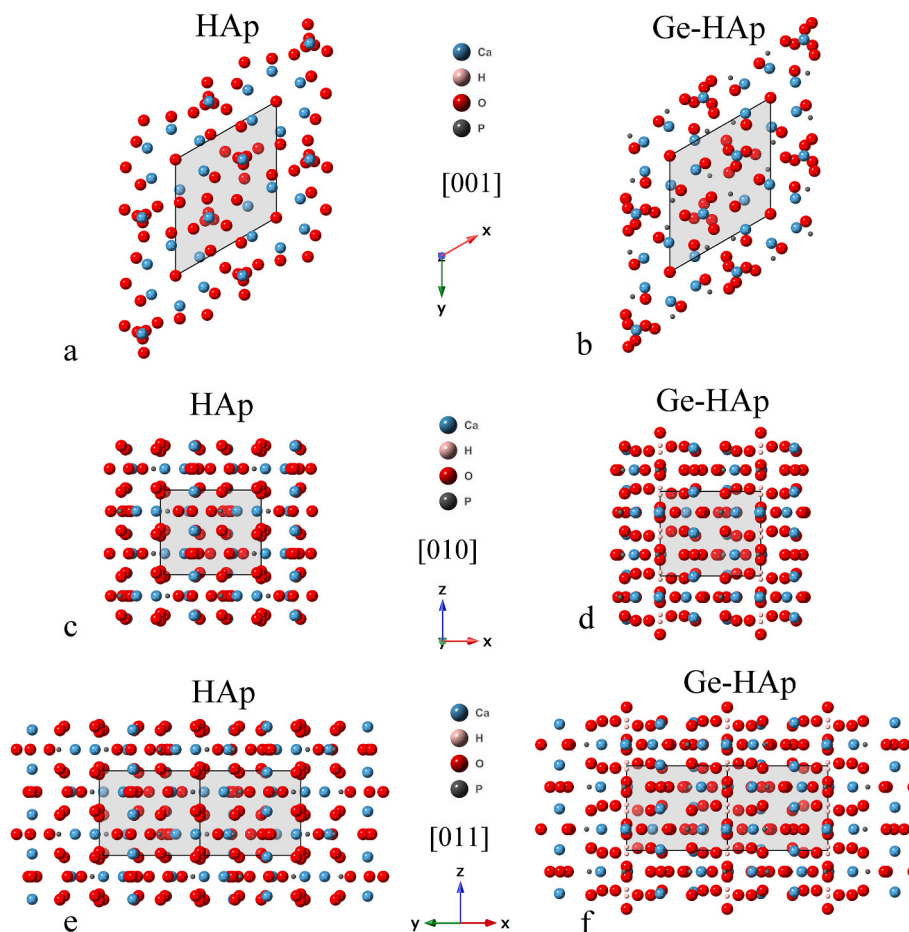 HAp
Ge-HAp
Ca
H
O
P
[001]
x
z
y
a
b
HAp
Ge-HAp
Ca
H
O
P
[010]
z
y
x
c
d
HAp
Ge-HAp
Ca
H
O
P
[011]
z
y
x
e
f